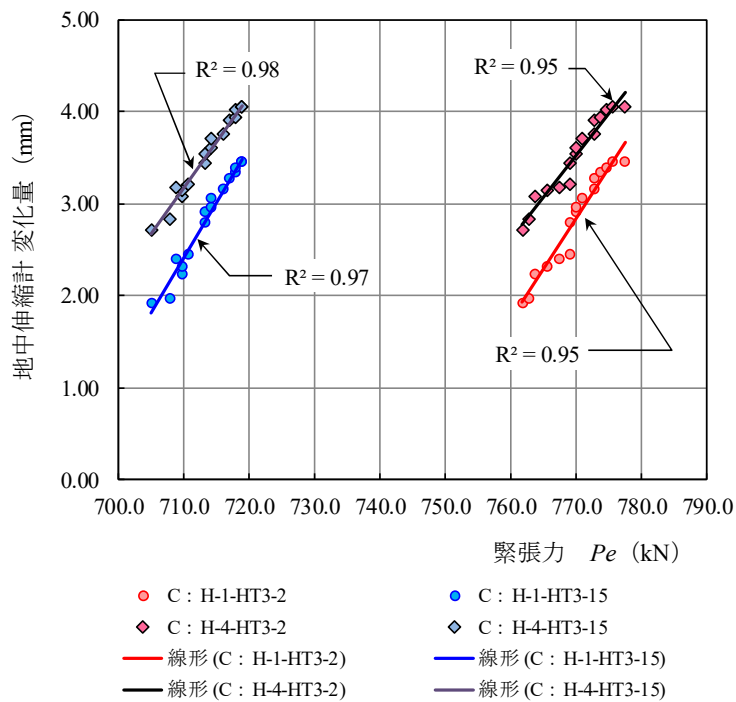 5.00
4.00
3.00
2.00
1.00
0.00
地中伸縮計 変化量（mm）
R² = 0.98
R² = 0.95
R² = 0.97
R² = 0.95
700.0 710.0 720.0 730.0 740.0 750.0 760.0 770.0 780.0 790.0
緊張力 Pe（kN）
C：H-1-HT3-2
C：H-1-HT3-15
C：H-4-HT3-2
C：H-4-HT3-15
線形 (C：H-1-HT3-2)
線形 (C：H-1-HT3-15)
線形 (C：H-4-HT3-2)
線形 (C：H-4-HT3-15)